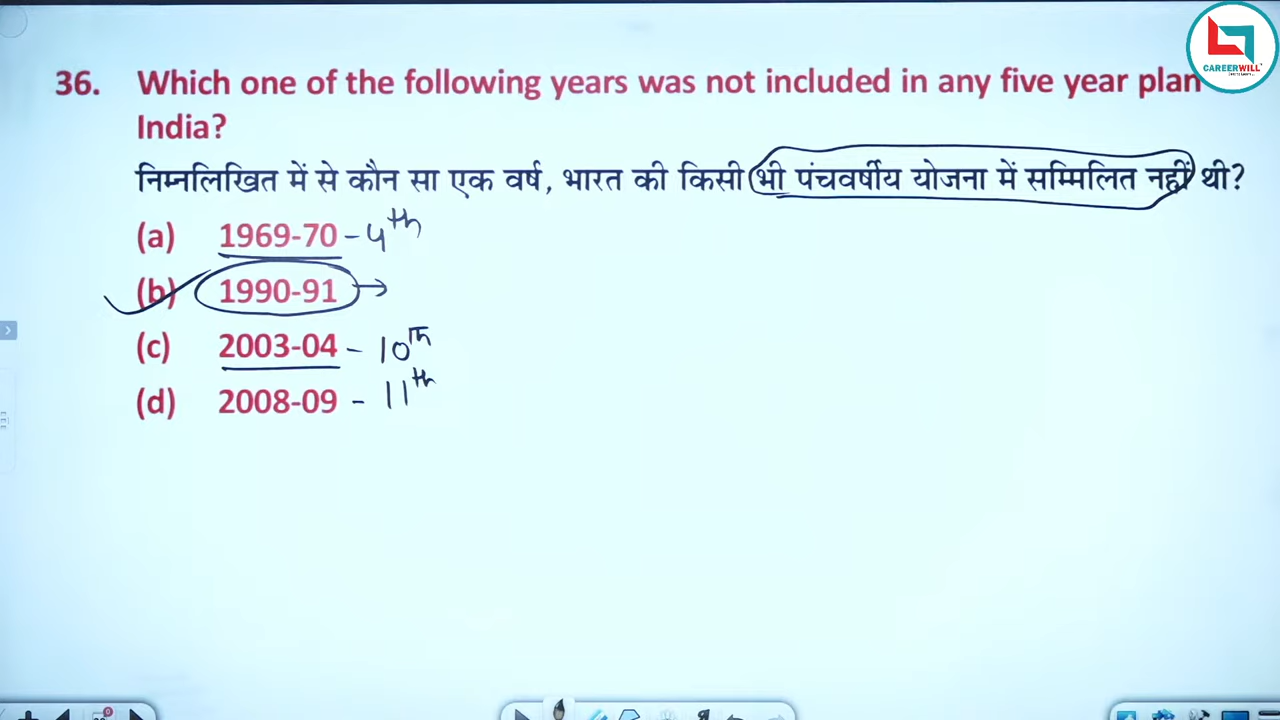 CAREERWILL
36. Which one of the following years was not included in any five year plan
India?
निम्नलिखित में से कौन सा एक वर्ष, भारत की किसी भी पंचवर्षीय योजना में सम्मिलित नहीं थी?
(a) 1969-70 - 4th
(b) 1990-91
(c) 2003-04 - 10th
(d) 2008-09 - 11th